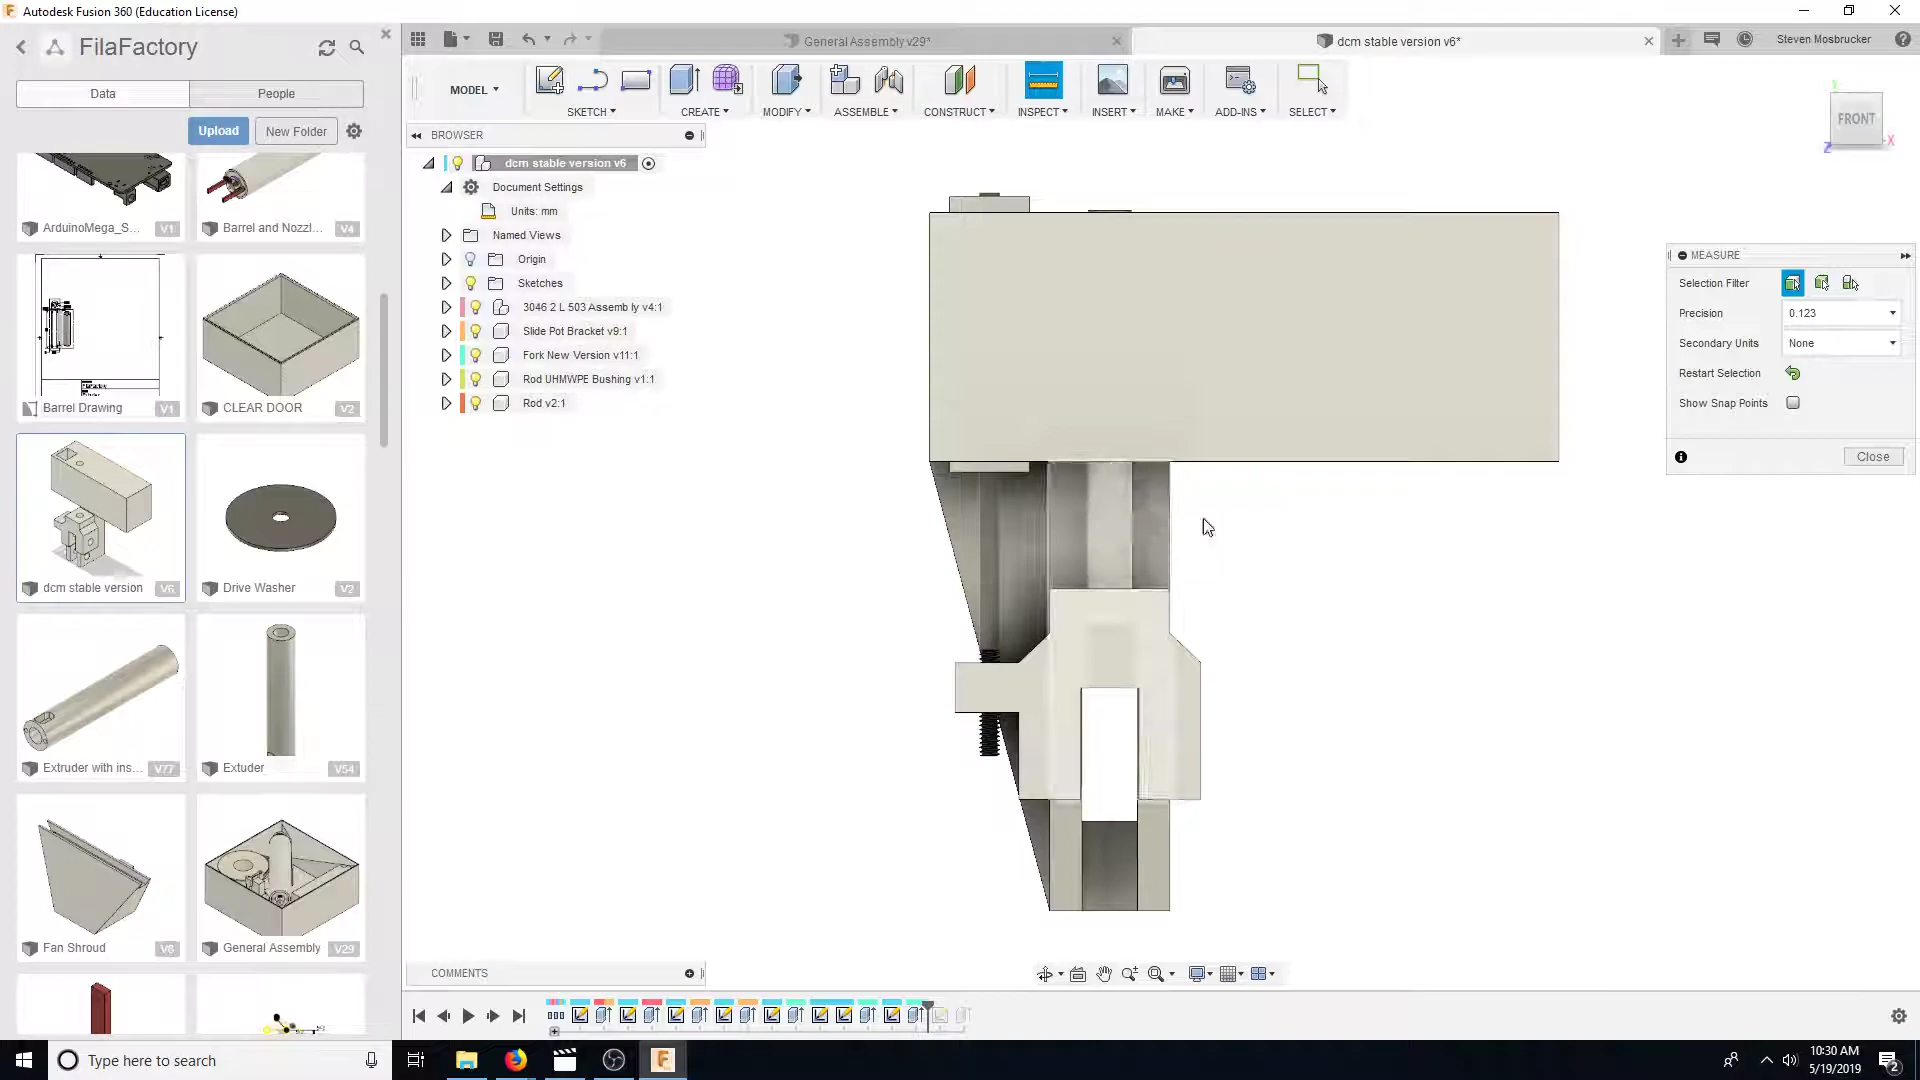 Autodesk Fusion 360 (Education License)
FilaFactory
Data
People
Upload
New Folder
ArduinoMega_S...
V1
Barrel and Nozzl...
V4
Barrel Drawing
V1
CLEAR DOOR
V2
dcm stable version
V6
Drive Washer
V2
Extruder with ins...
V77
Extuder
V54
Fan Shroud
V8
General Assembly
V29
General Assembly v29*
dcm stable version v6*
Steven Mosbrucker
MODEL
SKETCH
CREATE
MODIFY
ASSEMBLE
CONSTRUCT
INSPECT
INSERT
MAKE
ADD-INS
SELECT
BROWSER
dcm stable version v6
Document Settings
Units: mm
Named Views
Origin
Sketches
3046 2 L 503 Assembly v4:1
Slide Pot Bracket v9:1
Fork New Version v11:1
Rod UHMWPE Bushing v1:1
Rod v2:1
Y
FRONT
X
Z
MEASURE
Selection Filter
Precision
0.123
Secondary Units
None
Restart Selection
Show Snap Points
Close
COMMENTS
Type here to search
10:30 AM
5/19/2019
2